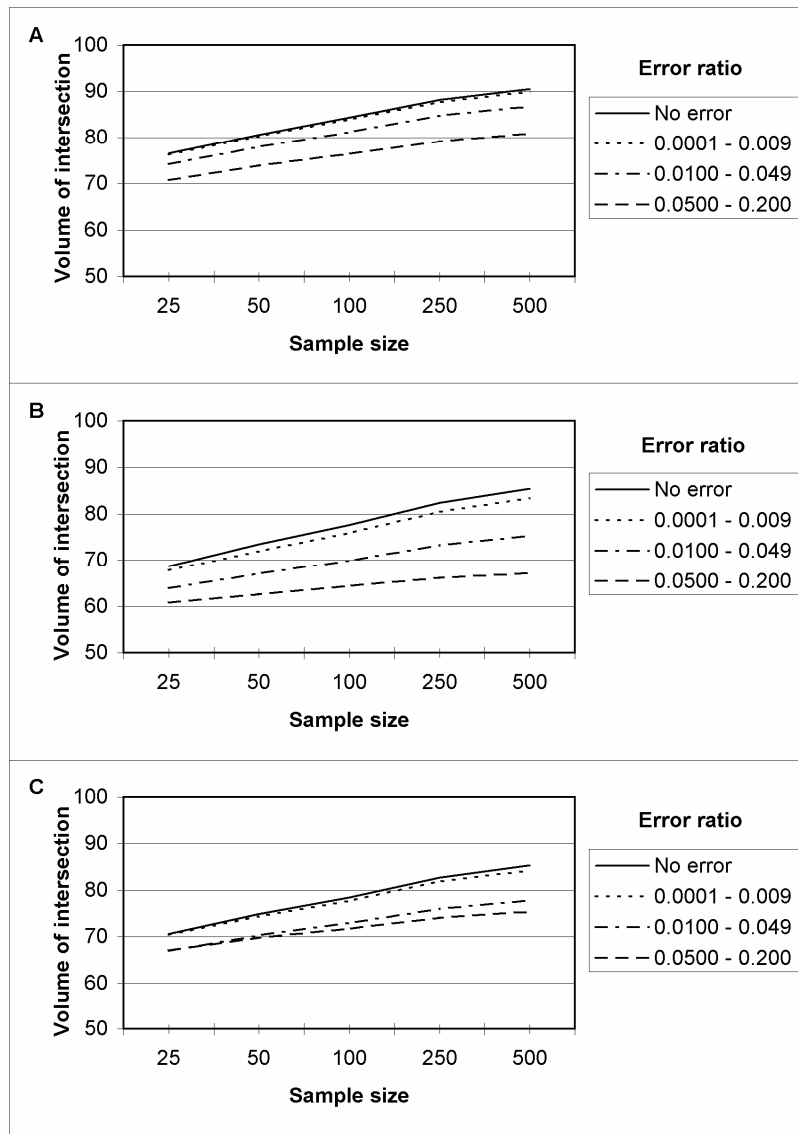 A
100
90
80
70
60
50
Volume of intersection
25 50 100 250 500
Sample size
Error ratio
No error
0.0001 - 0.009
0.0100 - 0.049
0.0500 - 0.200
B
100
90
80
70
60
50
Volume of intersection
25 50 100 250 500
Sample size
Error ratio
No error
0.0001 - 0.009
0.0100 - 0.049
0.0500 - 0.200
C
100
90
80
70
60
50
Volume of intersection
25 50 100 250 500
Sample size
Error ratio
No error
0.0001 - 0.009
0.0100 - 0.049
0.0500 - 0.200